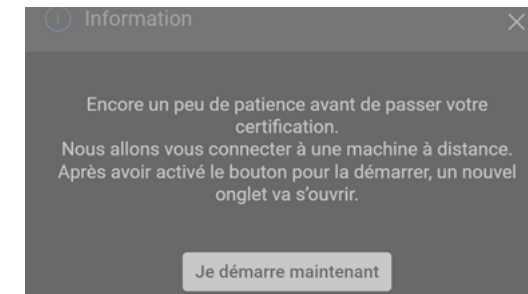 Information
Encore un peu de patience avant de passer votre
certification.
Nous allons vous connecter à une machine à distance.
Après avoir activé le bouton pour la démarrer, un nouvel
onglet va s’ouvrir.
Je démarre maintenant